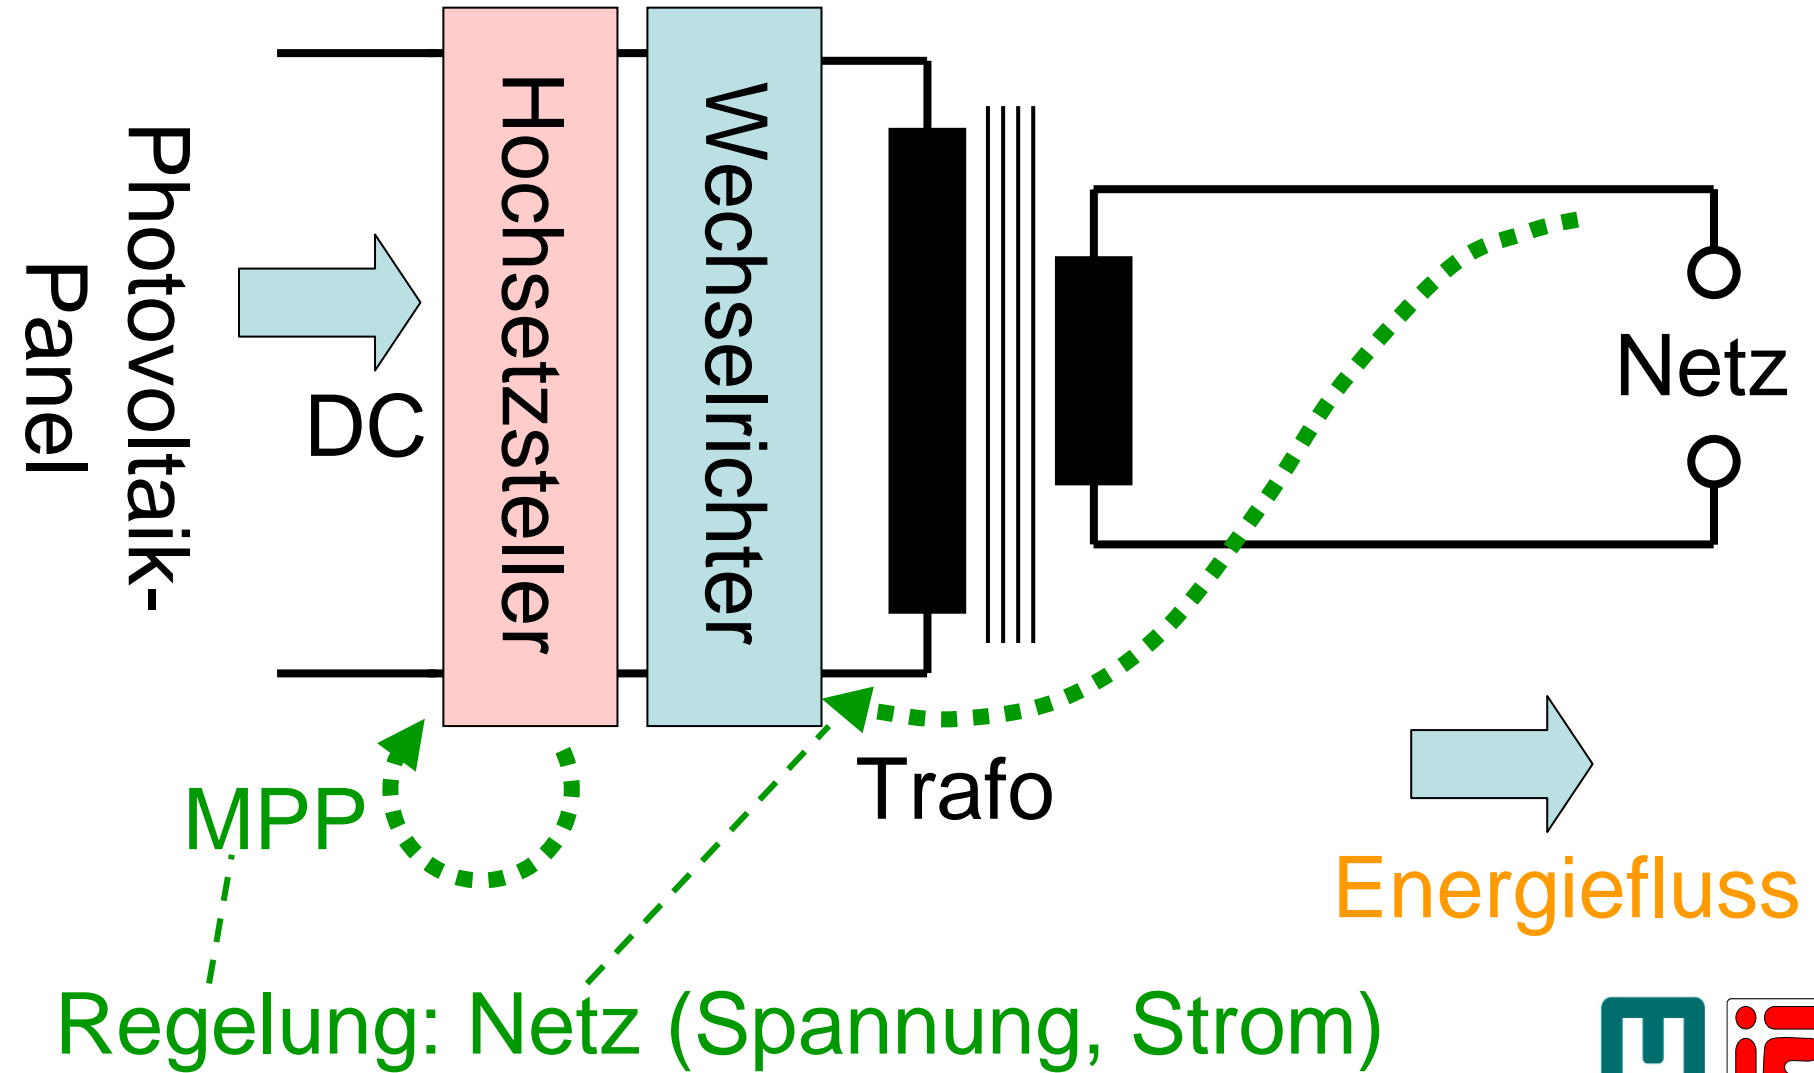 Photovoltaik-
Panel
DC
Hochsetzsteller
Wechselrichter
Netz
Trafo
MPP
Energiefluss
Regelung: Netz (Spannung, Strom)